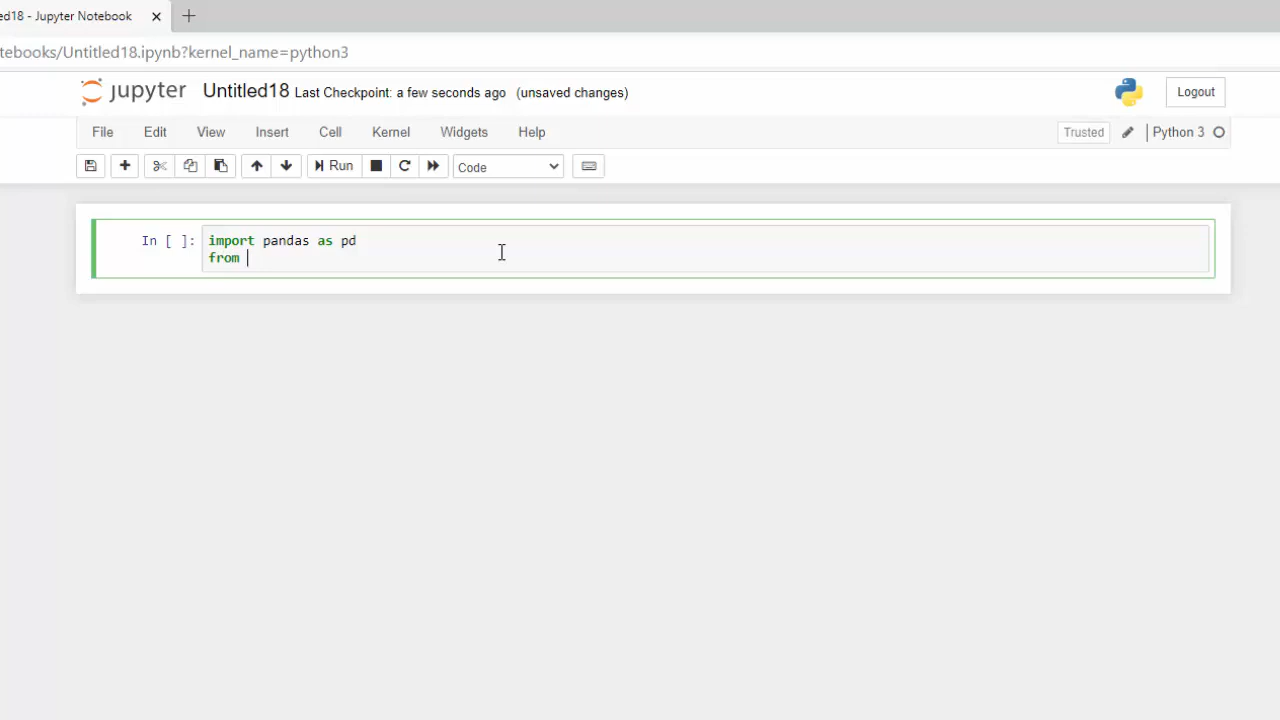 ed18 - Jupyter Notebook
tebooks/Untitled18.ipynb?kernel_name=python3
jupyter Untitled18 Last Checkpoint: a few seconds ago (unsaved changes) Logout
File Edit View Insert Cell Kernel Widgets Help Trusted Python 3
Run Code
In [ ]: import pandas as pd
from